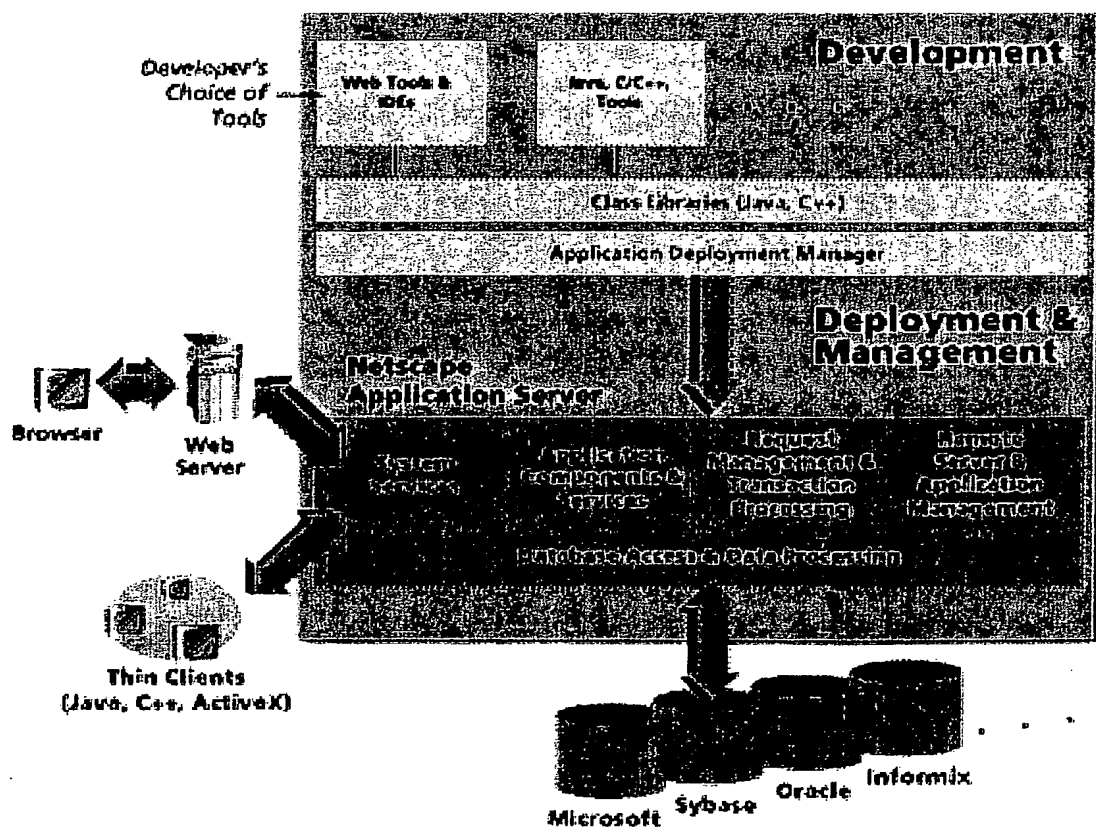 Development
Developer's
Choice of
Tools
Web Tools &
IDEs
Java, C/C++,
Tools
Class Libraries (Java, C++)
Application Deployment Manager
Deployment &
Management
Netscape
Application Server
Browser
Web
Server
System
Services
Application
Components &
Services
Request
Management &
Transaction
Processing
Remote
Server &
Application
Management
Database Access & Data Processing
Thin Clients
(Java, C++, ActiveX)
Microsoft
Sybase
Oracle
Informix